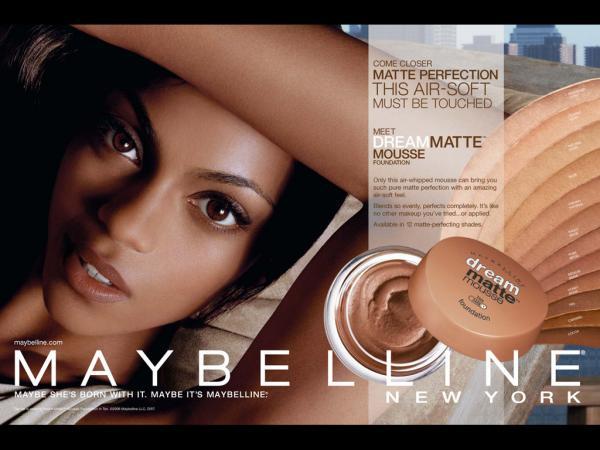 COME CLOSER
MATTE PERFECTION
THIS AIR-SOFT
MUST BE TOUCHED
MEET
DREAMMATTE™
MOUSSE
FOUNDATION
Only this air-whipped mousse can bring you
such pure matte perfection with an amazing
air-soft feel.
Blends so evenly, perfects completely. It's like
no other makeup you've tried...or applied.
Available in 12 matte-perfecting shades.
MAYBELLINE
dream
matte
mousse
foundation
maybelline.com
MAYBELLINE®
NEW YORK
MAYBE SHE'S BORN WITH IT. MAYBE IT'S MAYBELLINE.®